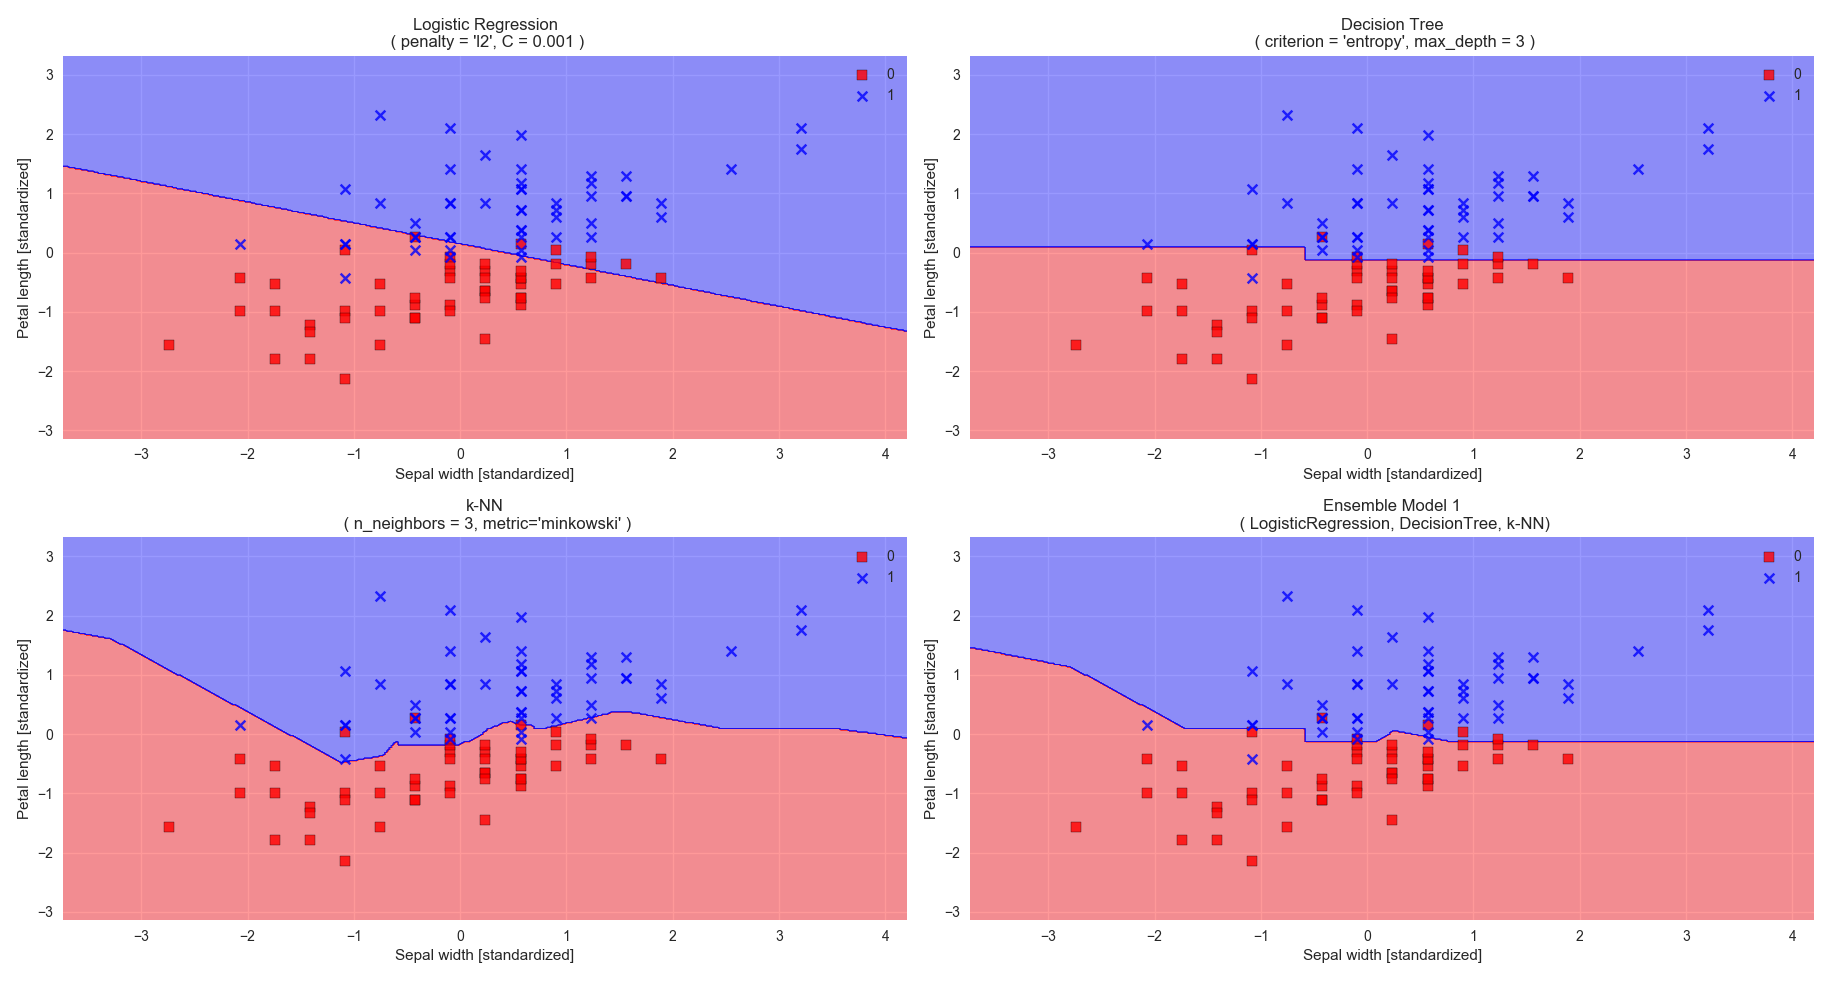 Logistic Regression
( penalty = 'l2', C = 0.001 )
0
1
3
2
1
0
−1
−2
−3
Petal length [standardized]
−3 −2 −1 0 1 2 3 4
Sepal width [standardized]
Decision Tree
( criterion = 'entropy', max_depth = 3 )
0
1
3
2
1
0
−1
−2
−3
Petal length [standardized]
−3 −2 −1 0 1 2 3 4
Sepal width [standardized]
k-NN
( n_neighbors = 3, metric='minkowski' )
0
1
3
2
1
0
−1
−2
−3
Petal length [standardized]
−3 −2 −1 0 1 2 3 4
Sepal width [standardized]
Ensemble Model 1
( LogisticRegression, DecisionTree, k-NN)
0
1
3
2
1
0
−1
−2
−3
Petal length [standardized]
−3 −2 −1 0 1 2 3 4
Sepal width [standardized]